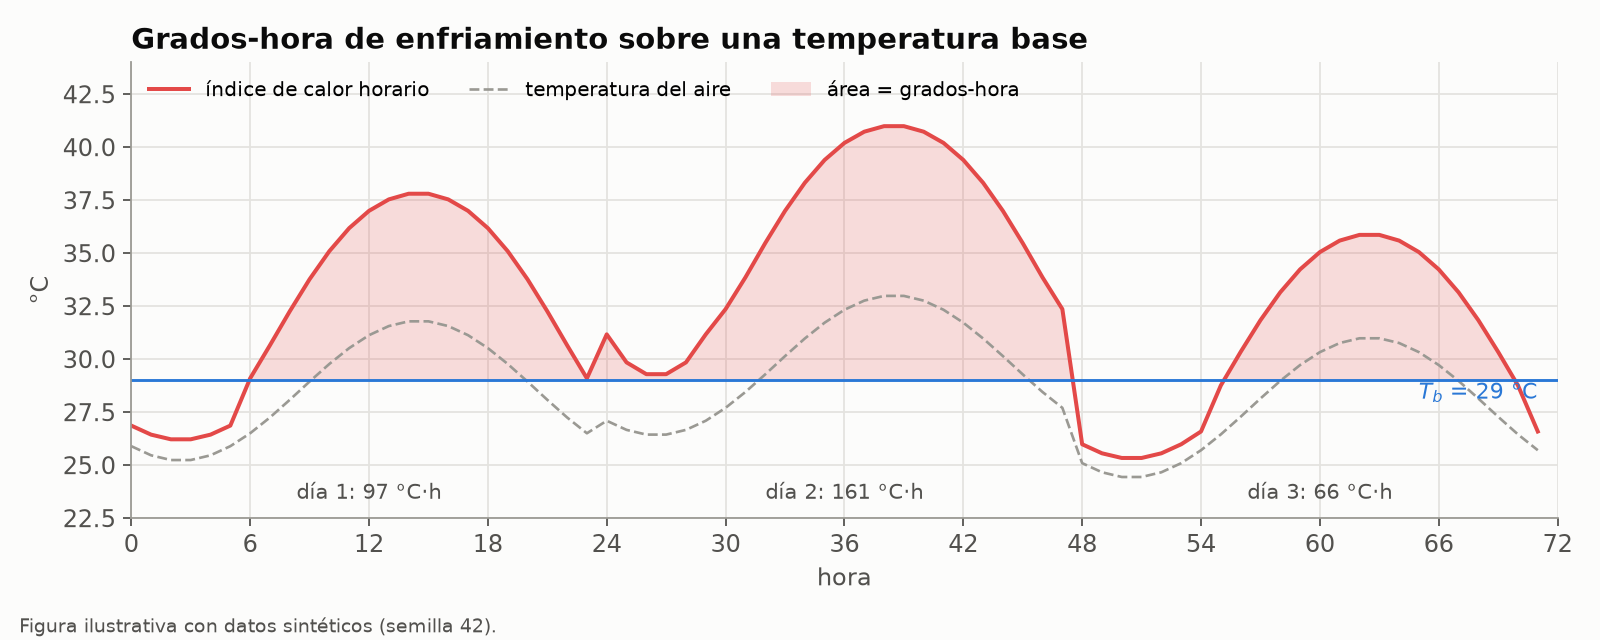 Grados-hora de enfriamiento sobre una temperatura base
índice de calor horario
temperatura del aire
área = grados-hora
42.5
40.0
37.5
35.0
32.5
30.0
27.5
25.0
22.5
°C
T_b = 29 °C
día 1: 97 °C·h
día 2: 161 °C·h
día 3: 66 °C·h
0 6 12 18 24 30 36 42 48 54 60 66 72
hora
Figura ilustrativa con datos sintéticos (semilla 42).